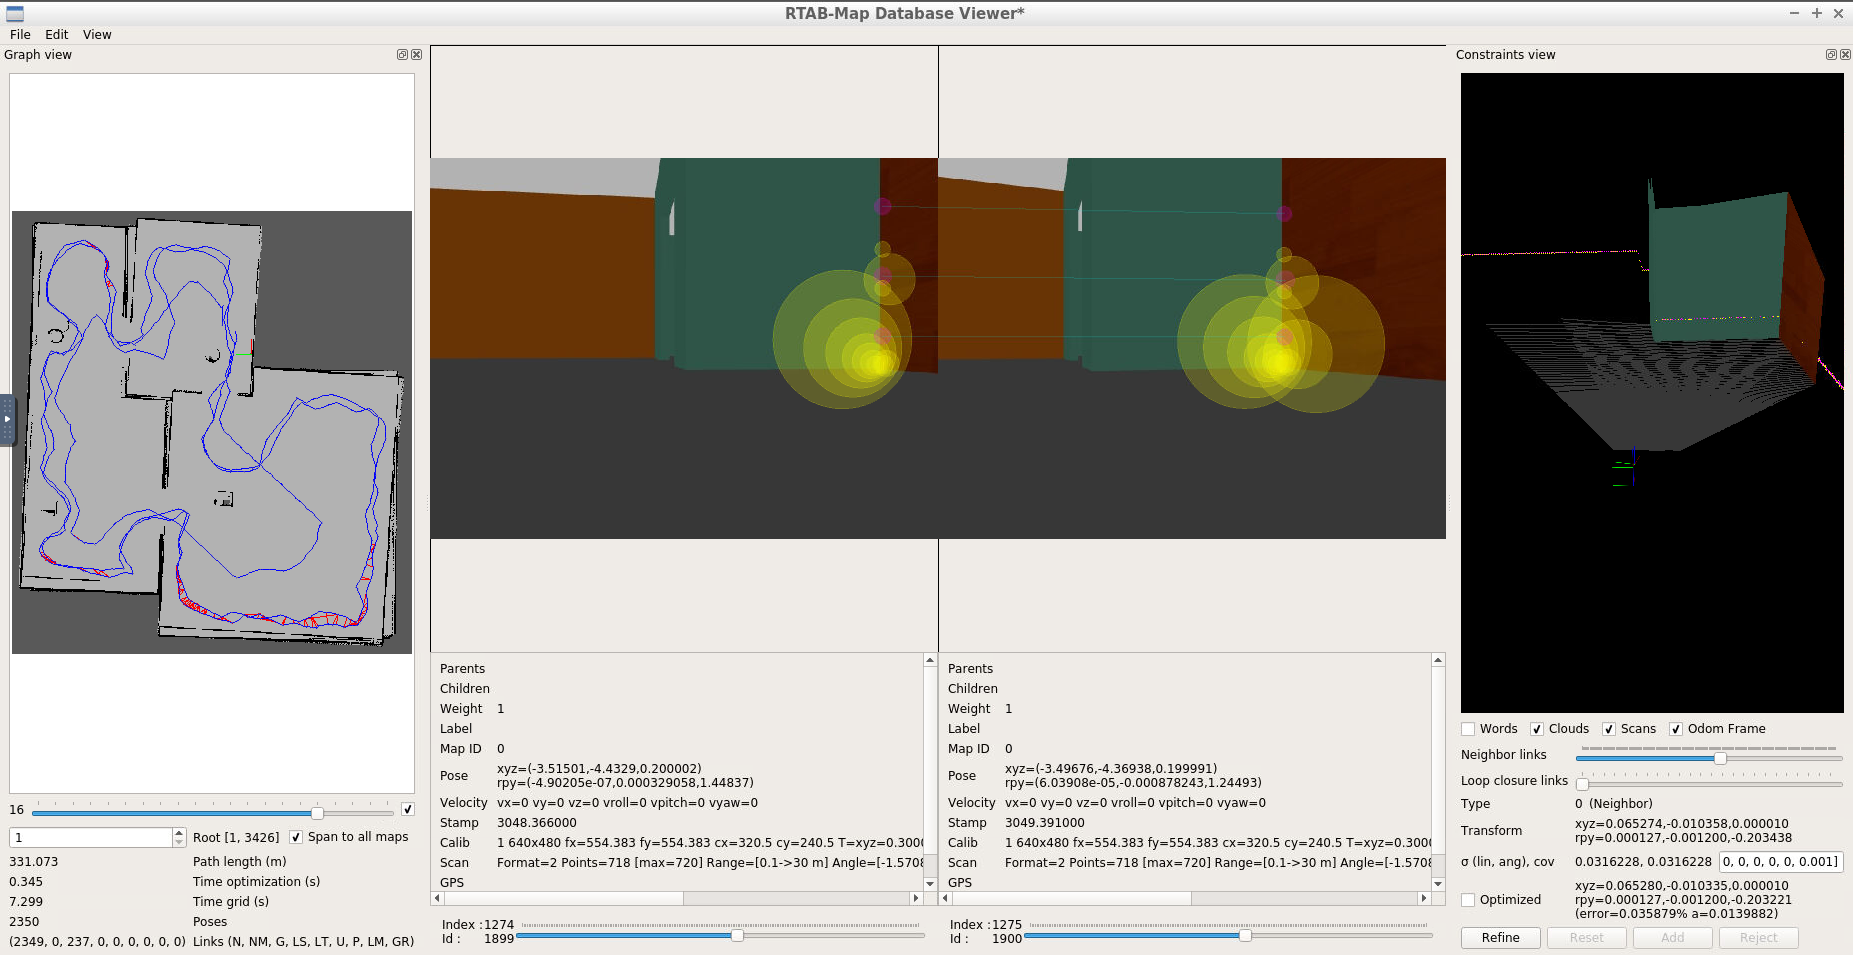 RTAB-Map Database Viewer*
File Edit View
Graph view
16
1 Root [1, 3426] Span to all maps
331.073 Path length (m)
0.345 Time optimization (s)
7.299 Time grid (s)
2350 Poses
(2349, 0, 237, 0, 0, 0, 0, 0, 0) Links (N, NM, G, LS, LT, U, P, LM, GR)
Parents
Children
Weight 1
Label
Map ID 0
Pose xyz=(-3.51501,-4.4329,0.200002)
rpy=(-4.90205e-07,0.000329058,1.44837)
Velocity vx=0 vy=0 vz=0 vroll=0 vpitch=0 vyaw=0
Stamp 3048.366000
Calib 1 640x480 fx=554.383 fy=554.383 cx=320.5 cy=240.5 T=xyz=0.3000
Scan Format=2 Points=718 [max=720] Range=[0.1->30 m] Angle=[-1.5708
GPS
Index :1274
Id : 1899
Parents
Children
Weight 1
Label
Map ID 0
Pose xyz=(-3.49676,-4.36938,0.199991)
rpy=(6.03908e-05,-0.000878243,1.24493)
Velocity vx=0 vy=0 vz=0 vroll=0 vpitch=0 vyaw=0
Stamp 3049.391000
Calib 1 640x480 fx=554.383 fy=554.383 cx=320.5 cy=240.5 T=xyz=0.3000
Scan Format=2 Points=718 [max=720] Range=[0.1->30 m] Angle=[-1.5708
GPS
Index :1275
Id : 1900
Constraints view
Words Clouds Scans Odom Frame
Neighbor links
Loop closure links
Type 0 (Neighbor)
Transform xyz=0.065274,-0.010358,0.000010
rpy=0.000127,-0.001200,-0.203438
σ (lin, ang), cov 0.0316228, 0.0316228 0, 0, 0, 0, 0, 0.001]
Optimized xyz=0.065280,-0.010335,0.000010
rpy=0.000127,-0.001200,-0.203221
(error=0.035879% a=0.0139882)
Refine Reset Add Reject